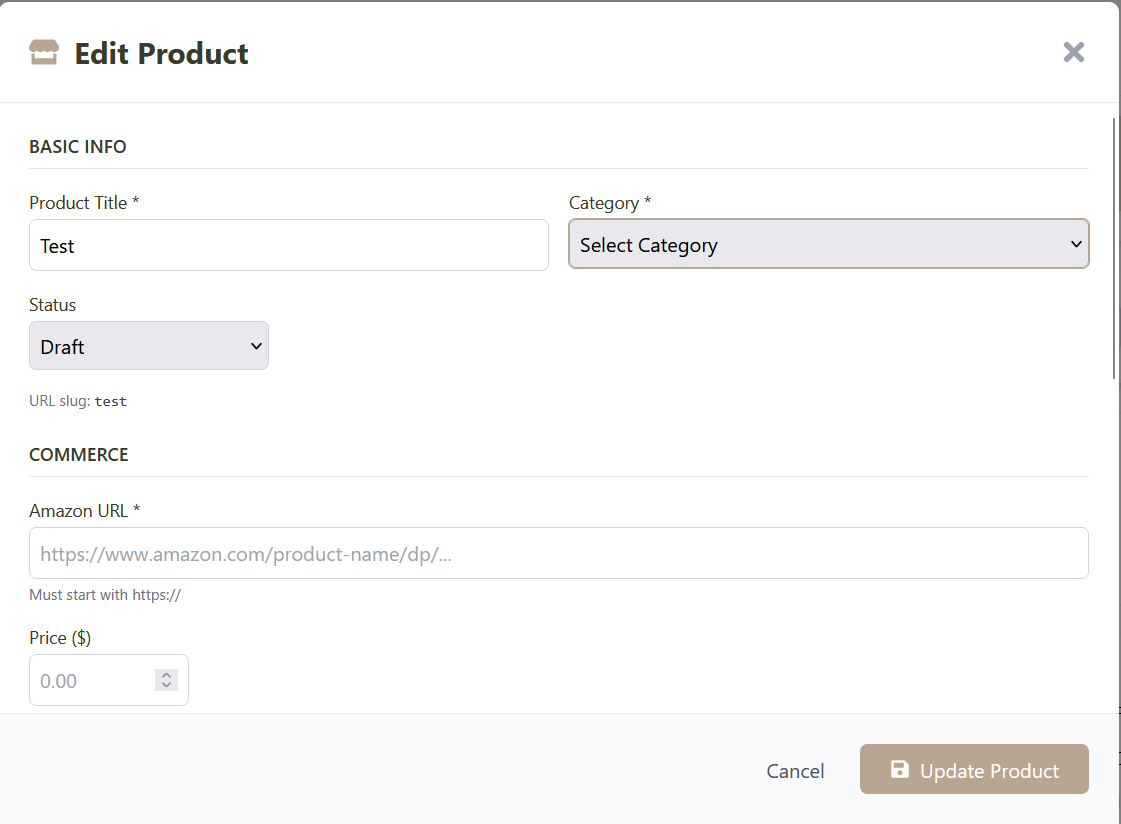 Edit Product
BASIC INFO
Product Title *
Category *
Test
Select Category
Status
Draft
URL slug: test
COMMERCE
Amazon URL *
https://www.amazon.com/product-name/dp/...
Must start with https://
Price ($)
0.00
Cancel
Update Product